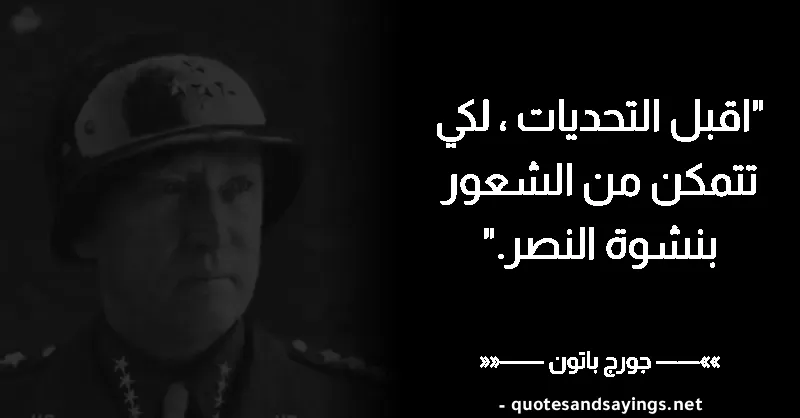 "اقبل التحديات ، لكي
تتمكن من الشعور
بنشوة النصر."
»»—— جورج باتون ——««
- quotesandsayings.net